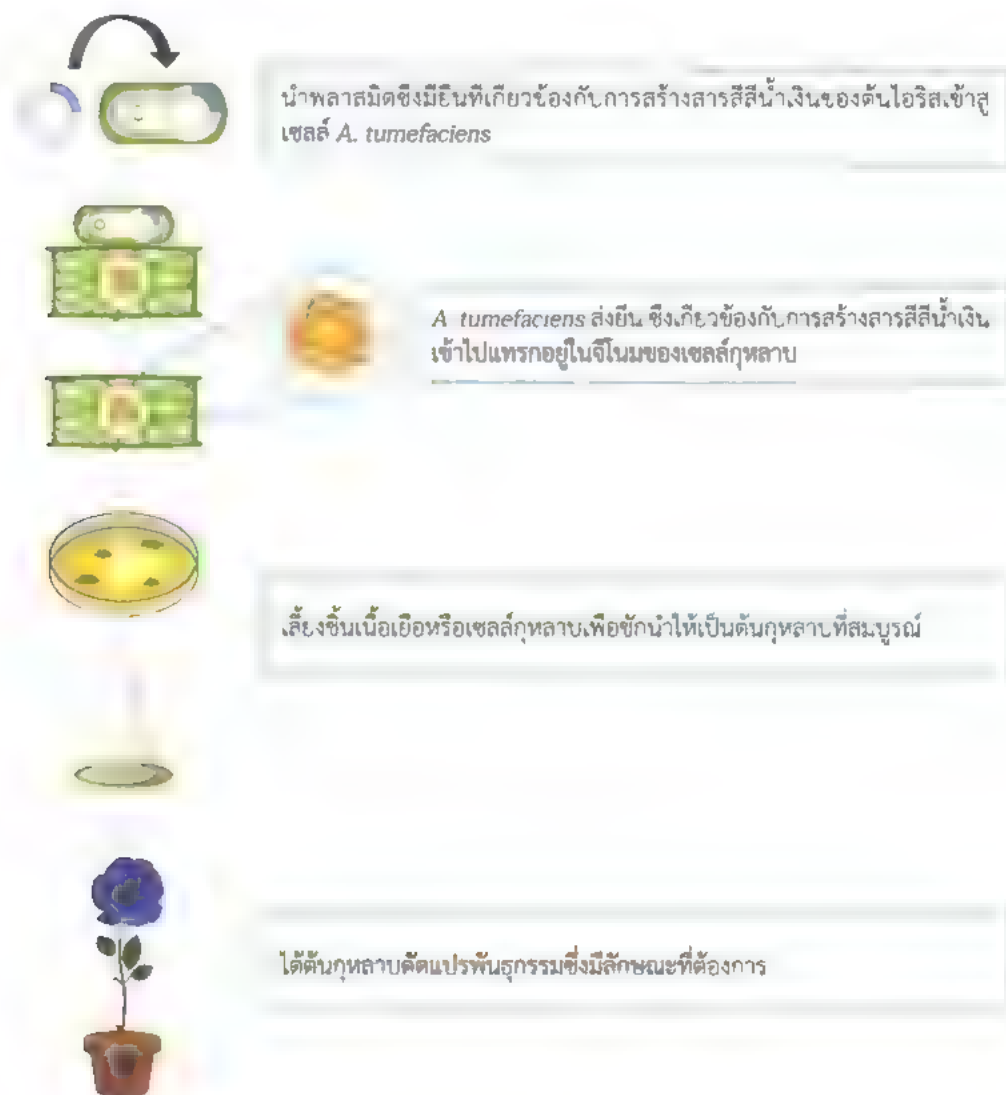 นำพลาสมิดซึ่งมียีนที่เกี่ยวข้องกับการสร้างสารสีสีน้ำเงินของต้นไอริสเข้าสู่
เซลล์ A. tumefaciens
A. tumefaciens ส่งยีน ซึ่งเกี่ยวข้องกับการสร้างสารสีสีน้ำเงิน
เข้าไปแทรกอยู่ในจีโนมของเซลล์กุหลาบ
เลี้ยงชิ้นเนื้อเยื่อหรือเซลล์กุหลาบเพื่อชักนำให้เป็นต้นกุหลาบที่สมบูรณ์
ได้ต้นกุหลาบดัดแปรพันธุกรรมซึ่งมีลักษณะที่ต้องการ